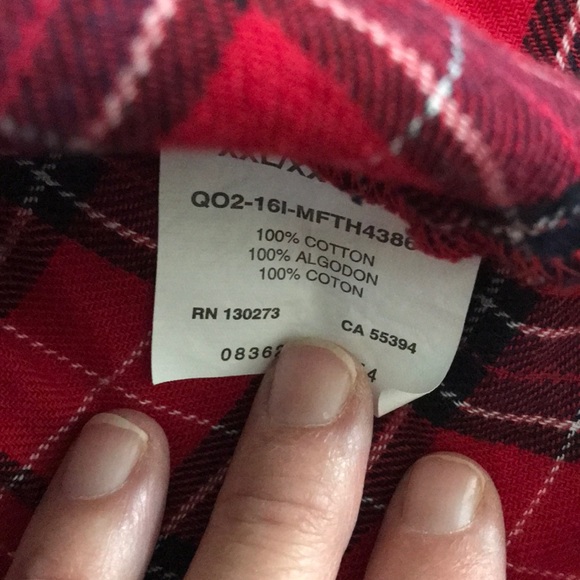 QO2-16I-MFTH4386
100% COTTON
100% ALGODON
100% COTON
RN 130273
CA 55394